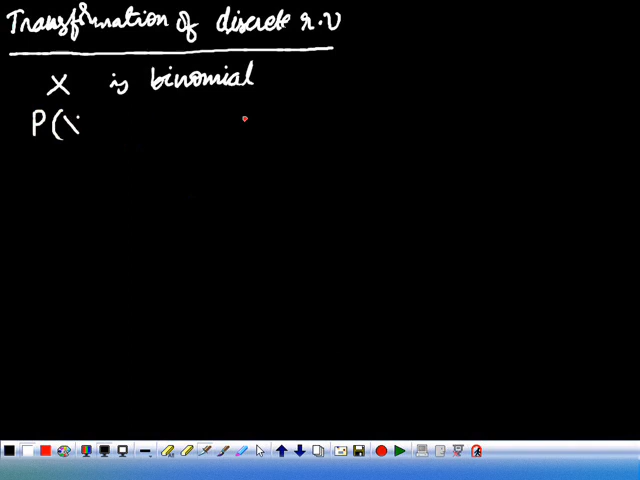 Transformation of discrete r.v
X is binomial
P(